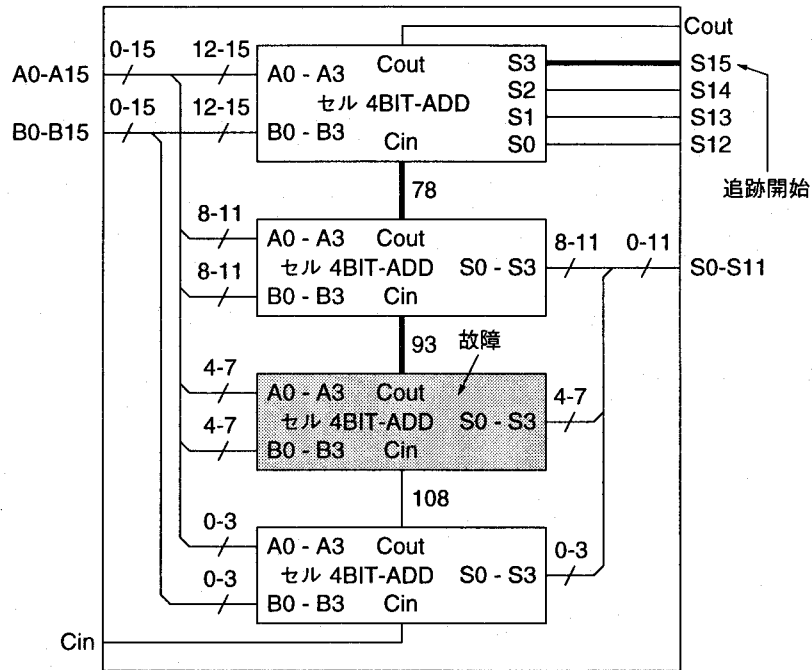 Cout
0-15
12-15
A0-A15
A0 - A3
Cout
S3
S15
セル 4BIT-ADD
S2
S14
0-15
12-15
S1
S13
B0-B15
B0 - B3
Cin
S0
S12
追跡開始
78
8-11
A0 - A3
Cout
8-11
0-11
セル 4BIT-ADD
S0 - S3
S0-S11
8-11
B0 - B3
Cin
93
故障
4-7
A0 - A3
Cout
4-7
セル 4BIT-ADD
S0 - S3
4-7
B0 - B3
Cin
108
0-3
A0 - A3
Cout
0-3
セル 4BIT-ADD
S0 - S3
0-3
B0 - B3
Cin
Cin